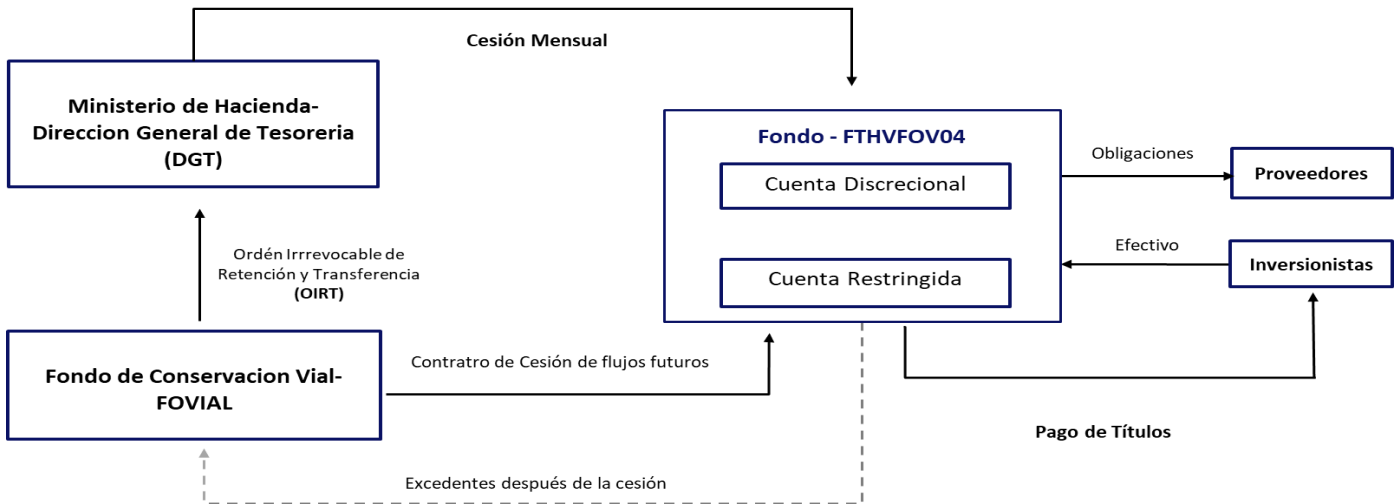 Cesión Mensual
Ministerio de Hacienda-
Direccion General de Tesoreria
(DGT)
Fondo - FTHVFOV04
Cuenta Discrecional
Cuenta Restringida
Obligaciones
Proveedores
Efectivo
Inversionistas
Ordén Irrrevocable de
Retención y Transferencia
(OIRT)
Fondo de Conservacion Vial-
FOVIAL
Contratro de Cesión de flujos futuros
Pago de Títulos
Excedentes después de la cesión